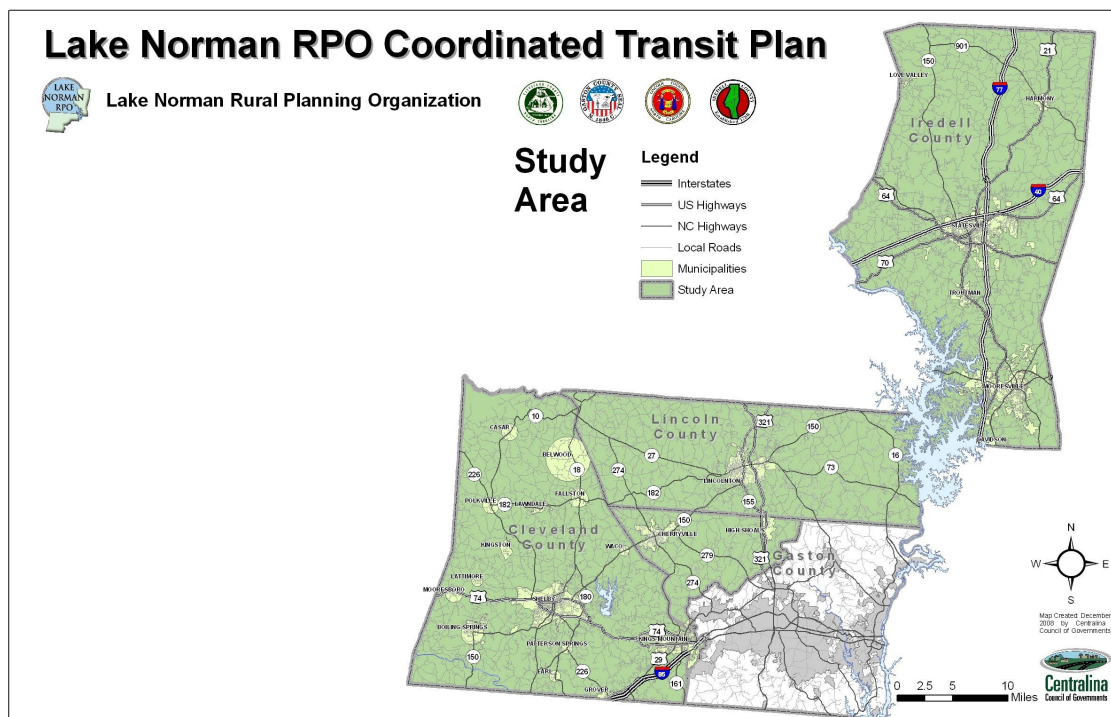 Lake Norman RPO Coordinated Transit Plan
LAKE
NORMAN
RPO
Lake Norman Rural Planning Organization
Study
Area
Legend
Interstates
US Highways
NC Highways
Local Roads
Municipalities
Study Area
901
150
21
LOVE VALLEY
77
HARMONY
Iredell
County
64
40
64
STATESVILLE
70
TROUTMAN
MOORESVILLE
DAVIDSON
Lincoln
County
10
321
150
CASAR
BELWOOD
27
16
226
18
274
73
LINCOLNTON
182
FALLSTON
155
POLKVILLE
182
LAWNDALE
150
HIGH SHOALS
Cleveland
County
CHERRYVILLE
KINGSTON
WACO
279
321
Gaston
County
274
LATTIMORE
MOORESBORO
74
SHELBY
180
BOILING SPRINGS
74
KINGS MOUNTAIN
PATTERSON SPRINGS
150
29
EARL
226
85
161
GROVER
N
W
E
S
Map Created December
2008 by Centralina
Council of Governments
0 2.5 5 10
Miles
Centralina
Council of Governments